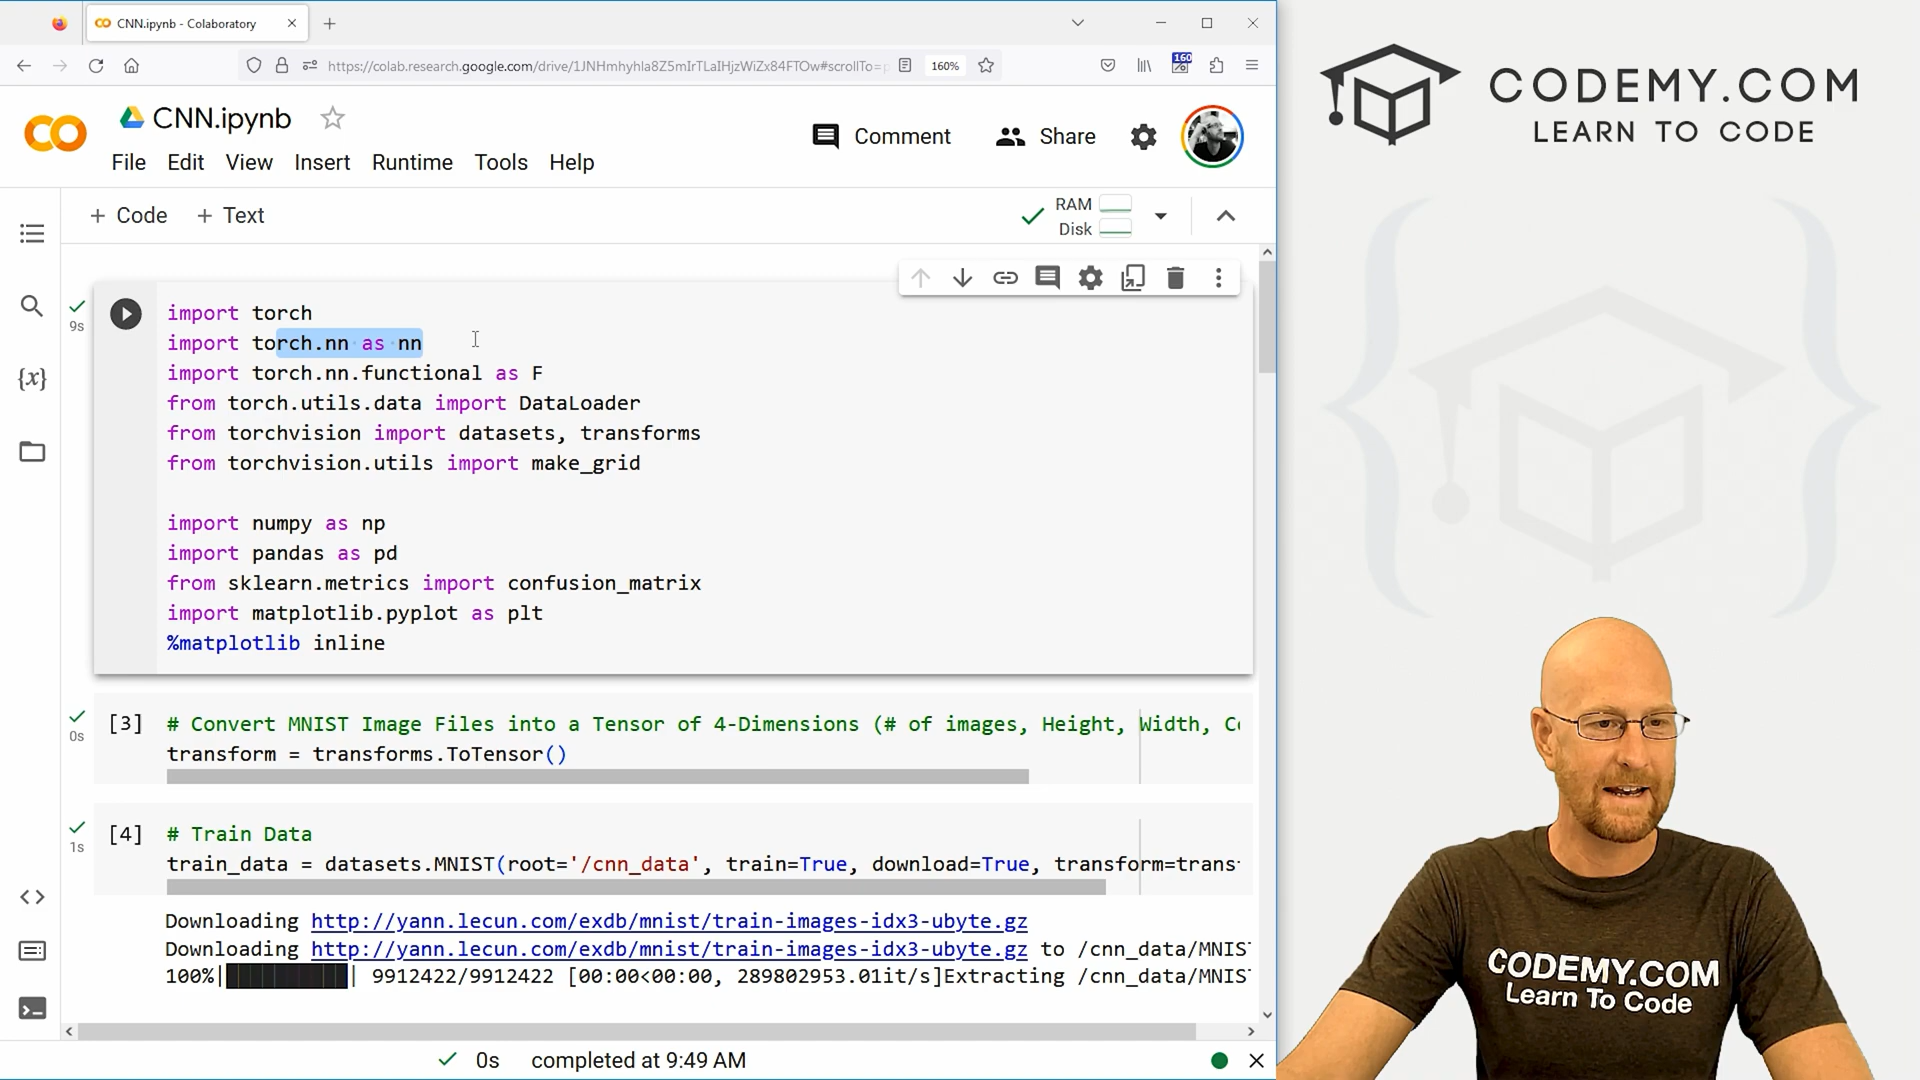 CNN.ipynb - Colaboratory
https://colab.research.google.com/drive/1JNHmhyhla8Z5mIrTLaIHjzWiZx84FTOw#scrollTo=p
160%
160
CNN.ipynb
Comment
Share
File Edit View Insert Runtime Tools Help
+ Code + Text
RAM
Disk
9s
import torch
import torch.nn as nn
import torch.nn.functional as F
from torch.utils.data import DataLoader
from torchvision import datasets, transforms
from torchvision.utils import make_grid
import numpy as np
import pandas as pd
from sklearn.metrics import confusion_matrix
import matplotlib.pyplot as plt
%matplotlib inline
0s
[3] # Convert MNIST Image Files into a Tensor of 4-Dimensions (# of images, Height, Width, Co
transform = transforms.ToTensor()
1s
[4] # Train Data
train_data = datasets.MNIST(root='/cnn_data', train=True, download=True, transform=trans
Downloading http://yann.lecun.com/exdb/mnist/train-images-idx3-ubyte.gz
Downloading http://yann.lecun.com/exdb/mnist/train-images-idx3-ubyte.gz to /cnn_data/MNIST
100%|██████████| 9912422/9912422 [00:00<00:00, 289802953.01it/s]Extracting /cnn_data/MNIST
0s completed at 9:49 AM
CODEMY.COM
LEARN TO CODE
CODEMY.COM
Learn To Code